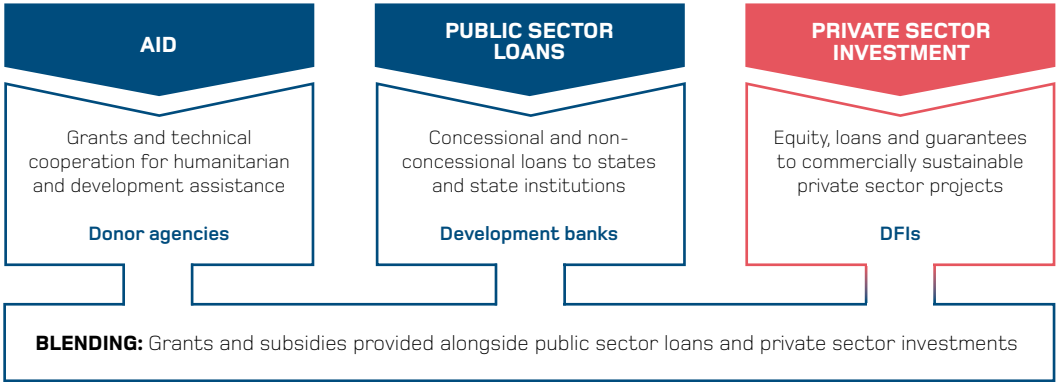 AID
Grants and technical
cooperation for humanitarian
and development assistance
Donor agencies
PUBLIC SECTOR
LOANS
Concessional and non-
concessional loans to states
and state institutions
Development banks
PRIVATE SECTOR
INVESTMENT
Equity, loans and guarantees
to commercially sustainable
private sector projects
DFIs
BLENDING: Grants and subsidies provided alongside public sector loans and private sector investments